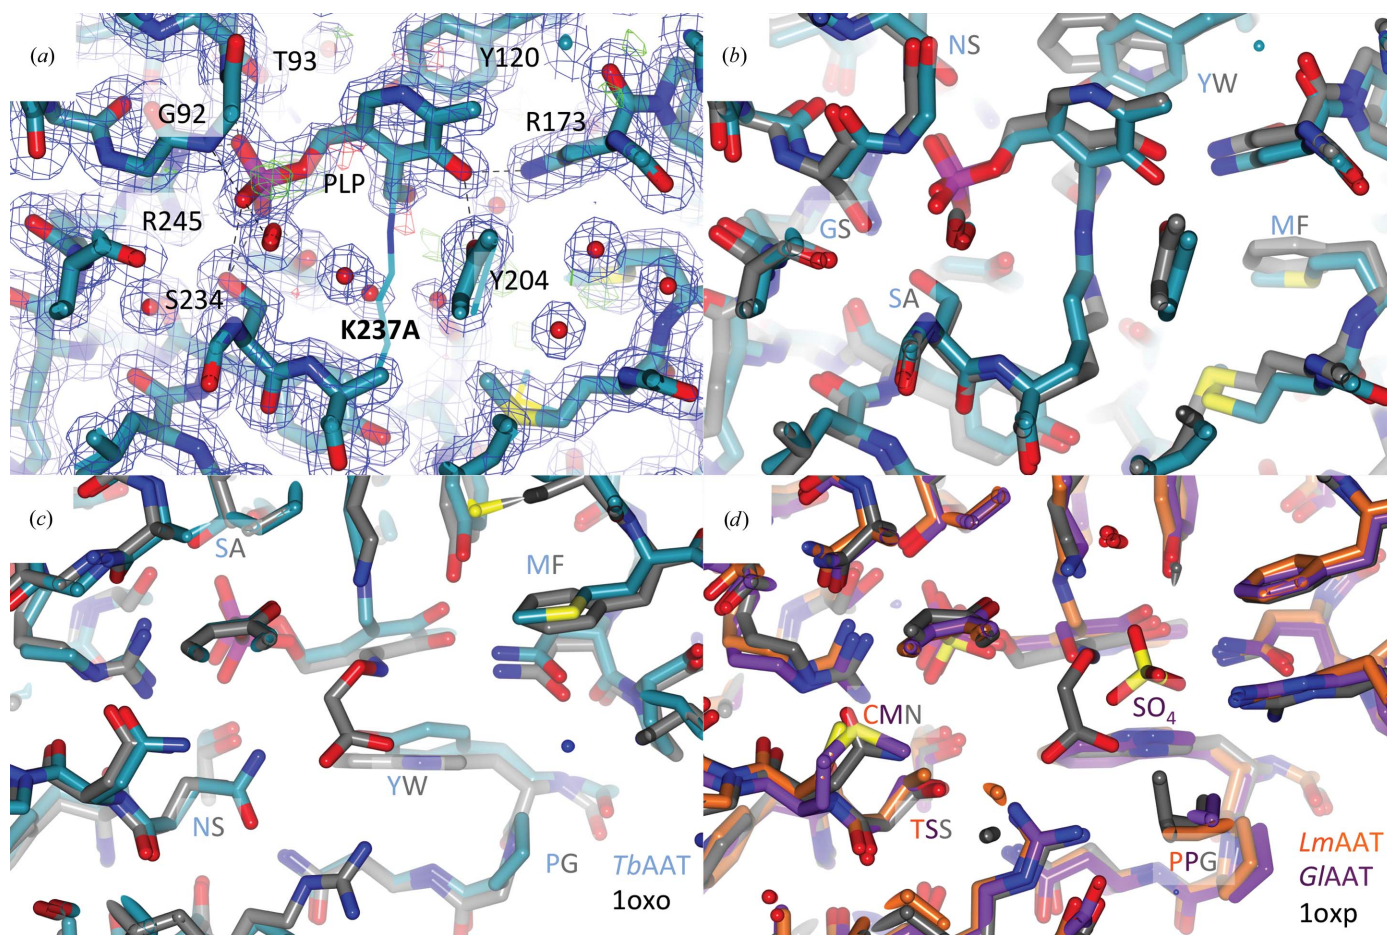 (a)
T93
Y120
G92
R173
PLP
R245
Y204
S234
K237A
(b)
NS
YW
GS
MF
SA
(c)
SA
MF
YW
NS
PG
TbAAT
1oxo
(d)
CMN
SO4
TSS
PPG
LmAAT
GlAAT
1oxp